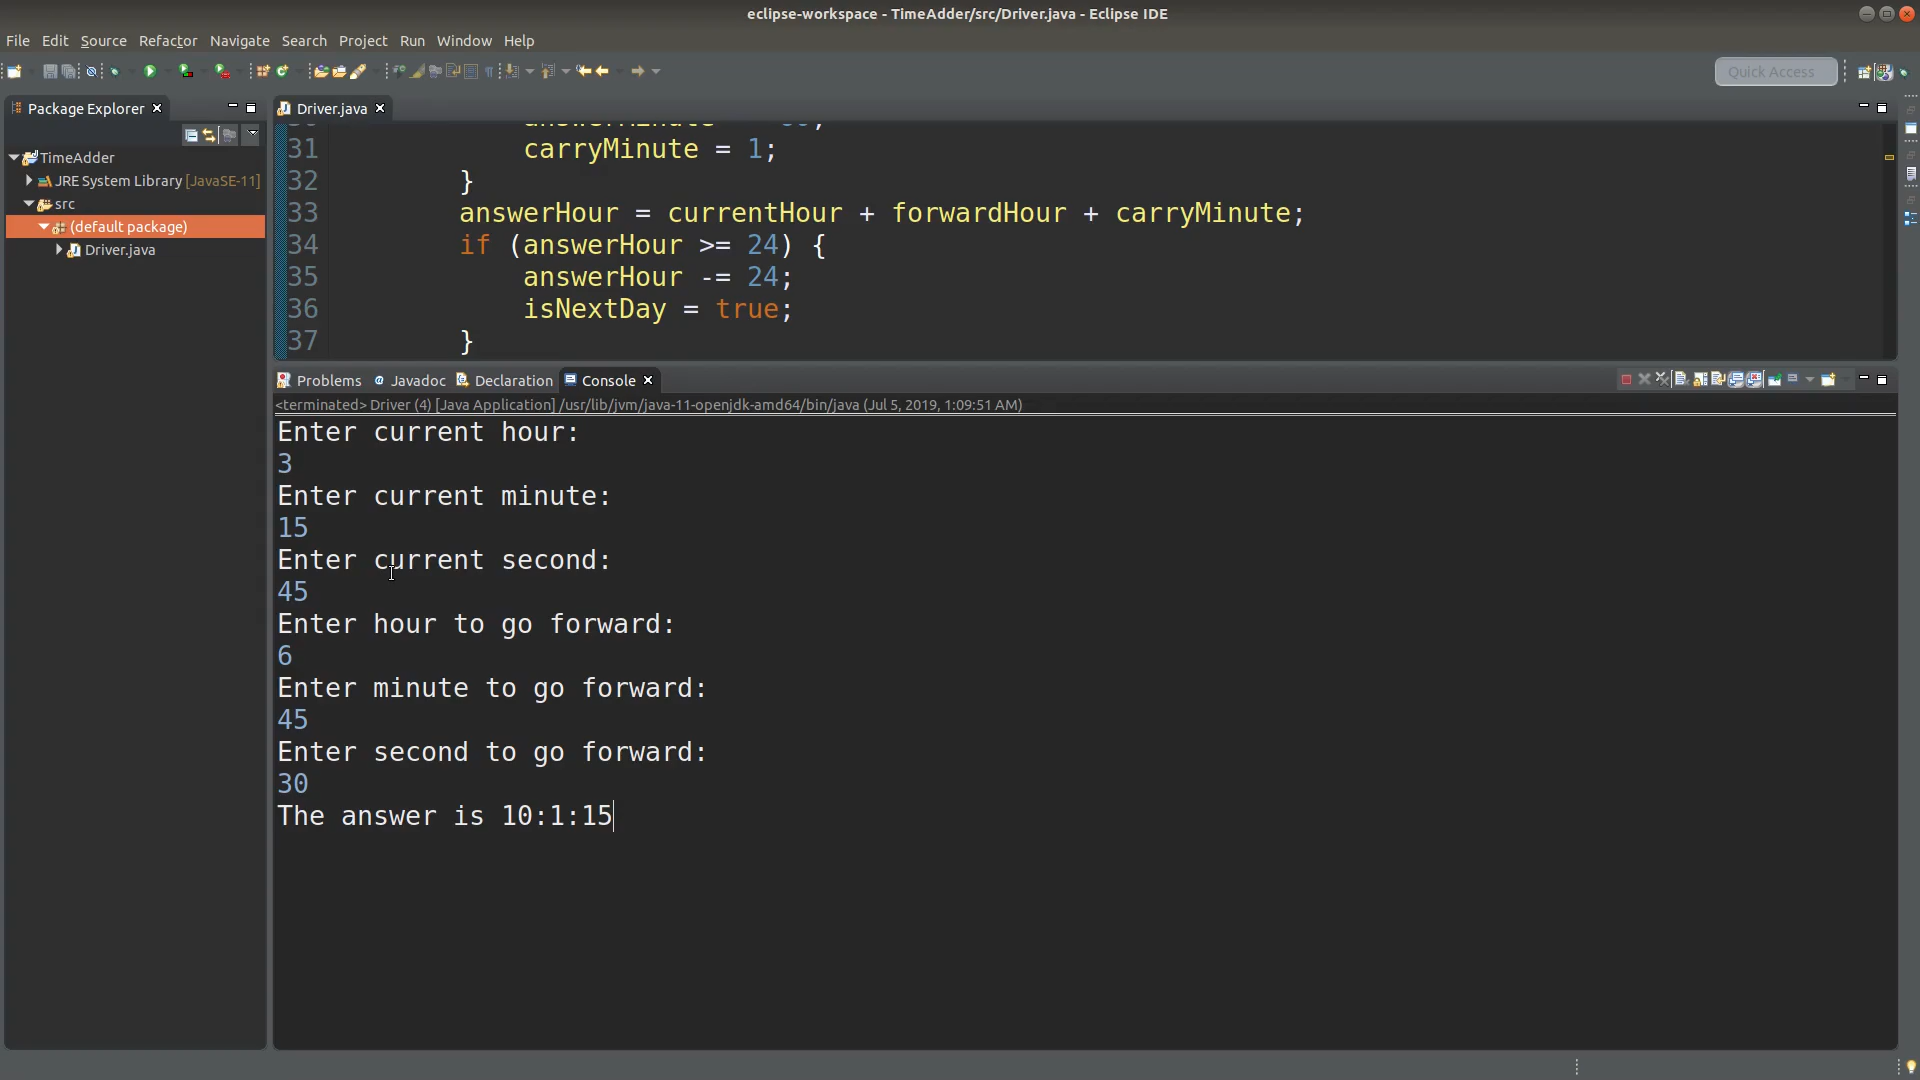 eclipse-workspace - TimeAdder/src/Driver.java - Eclipse IDE
File Edit Source Refactor Navigate Search Project Run Window Help
Quick Access
Package Explorer
TimeAdder
JRE System Library [JavaSE-11]
src
(default package)
Driver.java
Driver.java
31 carryMinute = 1;
32 }
33 answerHour = currentHour + forwardHour + carryMinute;
34 if (answerHour >= 24) {
35 answerHour -= 24;
36 isNextDay = true;
37 }
Problems Javadoc Declaration Console
<terminated> Driver (4) [Java Application] /usr/lib/jvm/java-11-openjdk-amd64/bin/java (Jul 5, 2019, 1:09:51 AM)
Enter current hour:
3
Enter current minute:
15
Enter current second:
45
Enter hour to go forward:
6
Enter minute to go forward:
45
Enter second to go forward:
30
The answer is 10:1:15